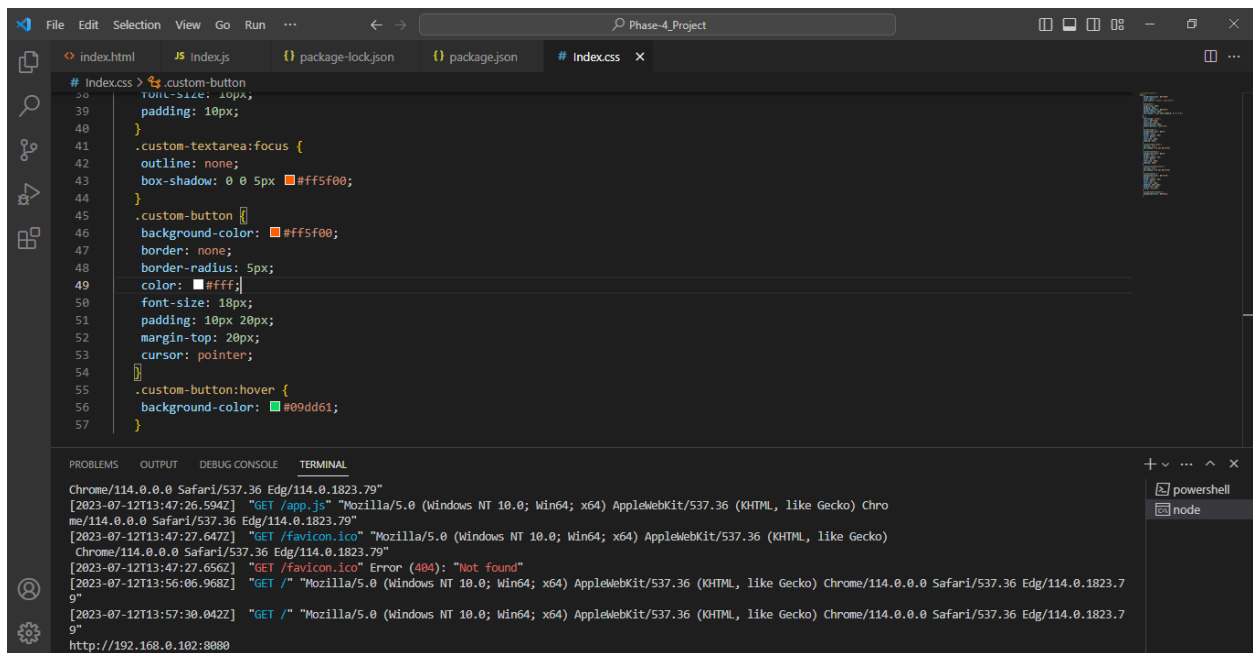 File Edit Selection View Go Run ··· ← → Phase-4_Project
<> index.html JS Index.js {} package-lock.json {} package.json # Index.css ×
# Index.css > .custom-button
38 font-size: 16px;
39 padding: 10px;
40 }
41 .custom-textarea:focus {
42 outline: none;
43 box-shadow: 0 0 5px #ff5f00;
44 }
45 .custom-button {
46 background-color: #ff5f00;
47 border: none;
48 border-radius: 5px;
49 color: #fff;
50 font-size: 18px;
51 padding: 10px 20px;
52 margin-top: 20px;
53 cursor: pointer;
54 }
55 .custom-button:hover {
56 background-color: #09dd61;
57 }
PROBLEMS OUTPUT DEBUG CONSOLE TERMINAL
Chrome/114.0.0.0 Safari/537.36 Edg/114.0.1823.79"
[2023-07-12T13:47:26.594Z] "GET /app.js" "Mozilla/5.0 (Windows NT 10.0; Win64; x64) AppleWebKit/537.36 (KHTML, like Gecko) Chro
me/114.0.0.0 Safari/537.36 Edg/114.0.1823.79"
[2023-07-12T13:47:27.647Z] "GET /favicon.ico" "Mozilla/5.0 (Windows NT 10.0; Win64; x64) AppleWebKit/537.36 (KHTML, like Gecko)
Chrome/114.0.0.0 Safari/537.36 Edg/114.0.1823.79"
[2023-07-12T13:47:27.656Z] "GET /favicon.ico" Error (404): "Not found"
[2023-07-12T13:56:06.968Z] "GET /" "Mozilla/5.0 (Windows NT 10.0; Win64; x64) AppleWebKit/537.36 (KHTML, like Gecko) Chrome/114.0.0.0 Safari/537.36 Edg/114.0.1823.7
9"
[2023-07-12T13:57:30.042Z] "GET /" "Mozilla/5.0 (Windows NT 10.0; Win64; x64) AppleWebKit/537.36 (KHTML, like Gecko) Chrome/114.0.0.0 Safari/537.36 Edg/114.0.1823.7
9"
http://192.168.0.102:8080
powershell
node